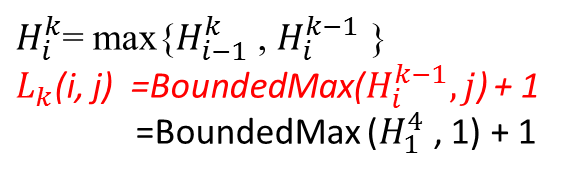 H_i^k= max{H_{i-1}^k , H_i^{k-1} }
L_k(i, j) =BoundedMax(H_i^{k-1},j) + 1
=BoundedMax (H_1^4 , 1) + 1